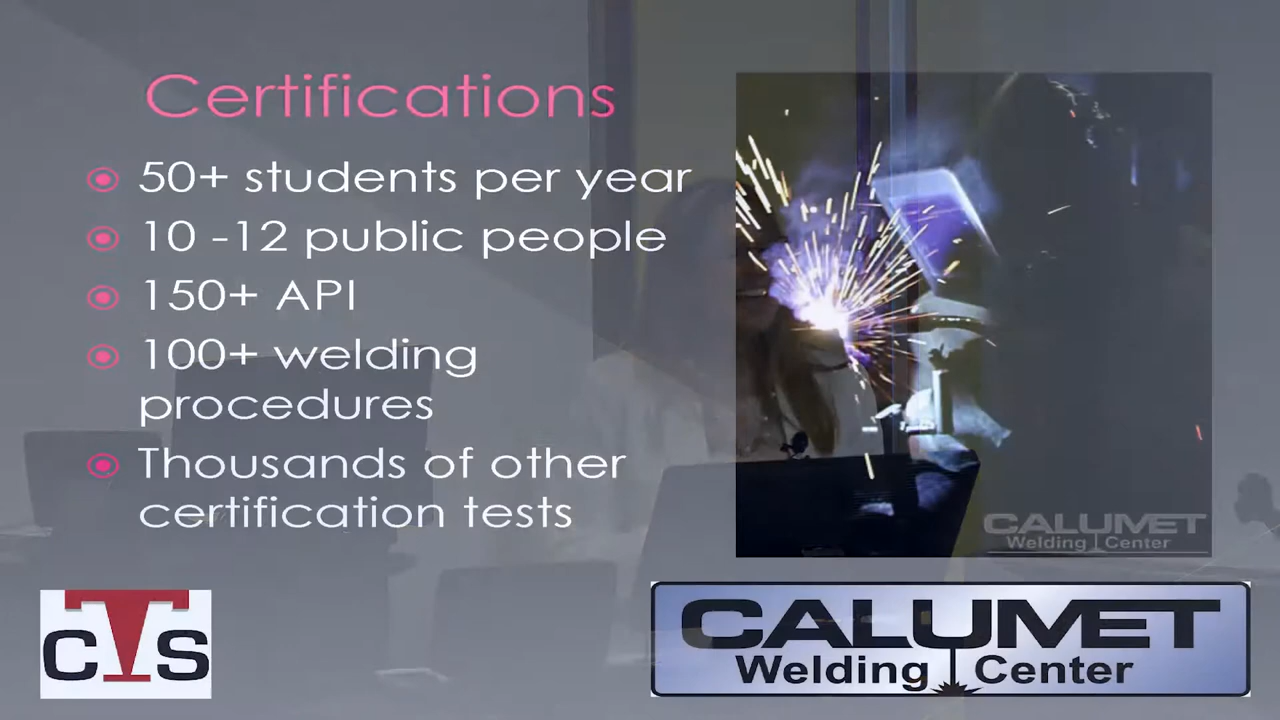 Certifications
50+ students per year
10 -12 public people
150+ API
100+ welding
procedures
Thousands of other
certification tests
CALUMET
Welding Center
CTS
CALUMET
Welding Center